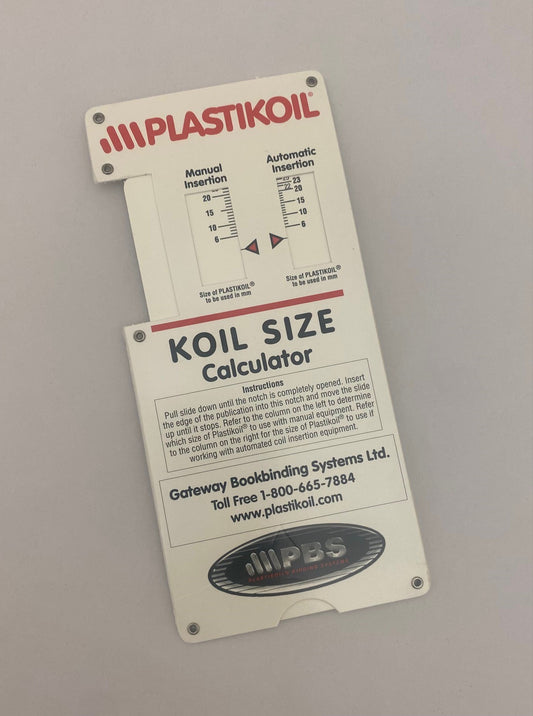 PLASTIKOIL®
Manual
Insertion
20
15
10
6
Automatic
Insertion
23
22
20
15
10
6
Size of PLASTIKOIL®
to be used in mm
Size of PLASTIKOIL®
to be used in mm
KOIL SIZE
Calculator
Instructions
Pull slide down until the notch is completely opened. Insert
the edge of the publication into this notch and move the slide
up until it stops. Refer to the column on the left to determine
which size of Plastikoil® to use with manual equipment. Refer
to the column on the right for the size of Plastikoil® to use if
working with automated coil insertion equipment.
Gateway Bookbinding Systems Ltd.
Toll Free 1-800-665-7884
www.plastikoil.com
PBS
PLASTIKOIL® BINDING SYSTEMS